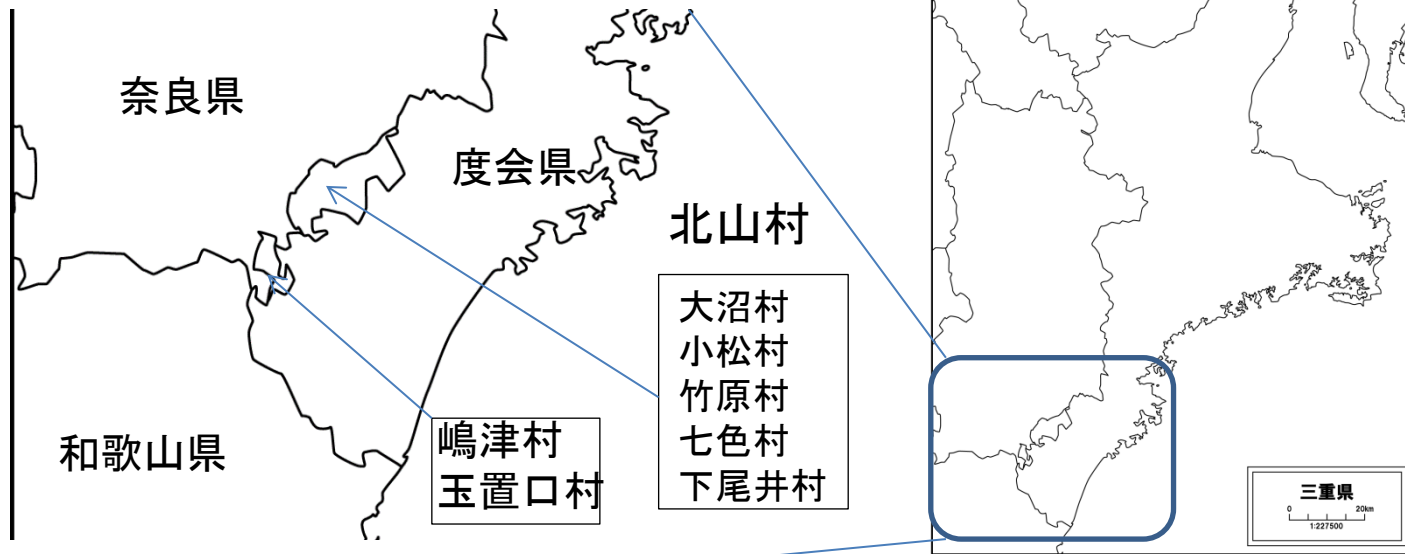 奈良県
度会県
北山村
大沼村
小松村
竹原村
七色村
下尾井村
嶋津村
玉置口村
和歌山県
三重県
0 20km
1:227500